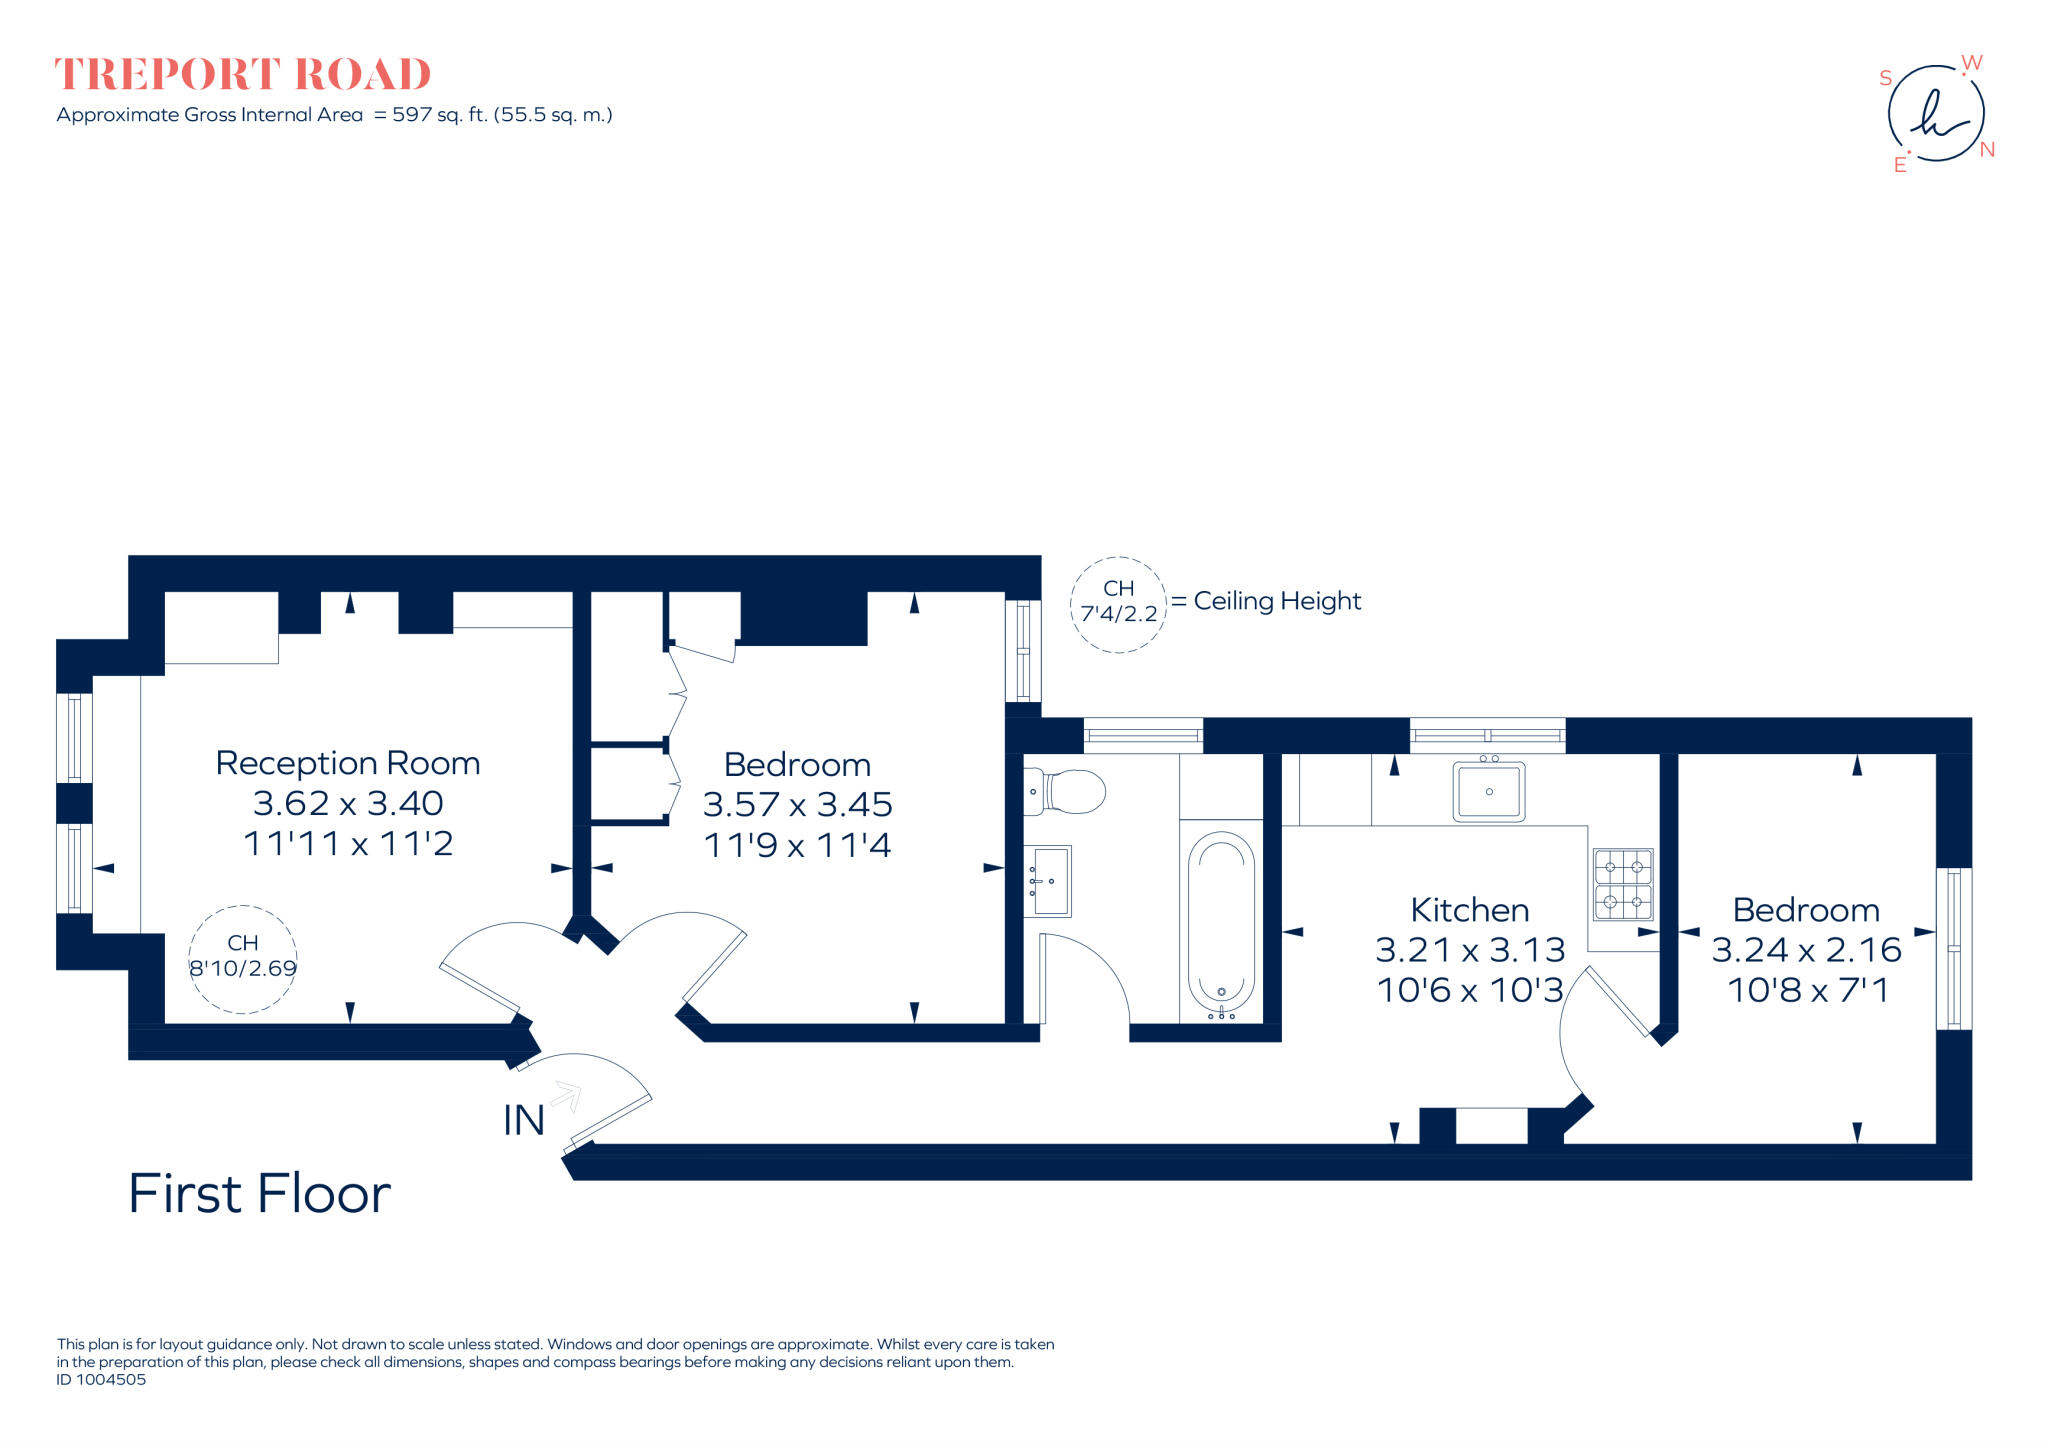 TREPORT ROAD
Approximate Gross Internal Area = 597 sq. ft. (55.5 sq. m.)
S
W
E
N
CH
7'4/2.2
= Ceiling Height
Reception Room
3.62 x 3.40
11'11 x 11'2
CH
8'10/2.69
Bedroom
3.57 x 3.45
11'9 x 11'4
Kitchen
3.21 x 3.13
10'6 x 10'3
Bedroom
3.24 x 2.16
10'8 x 7'1
IN
First Floor
This plan is for layout guidance only. Not drawn to scale unless stated. Windows and door openings are approximate. Whilst every care is taken
in the preparation of this plan, please check all dimensions, shapes and compass bearings before making any decisions reliant upon them.
ID 1004505